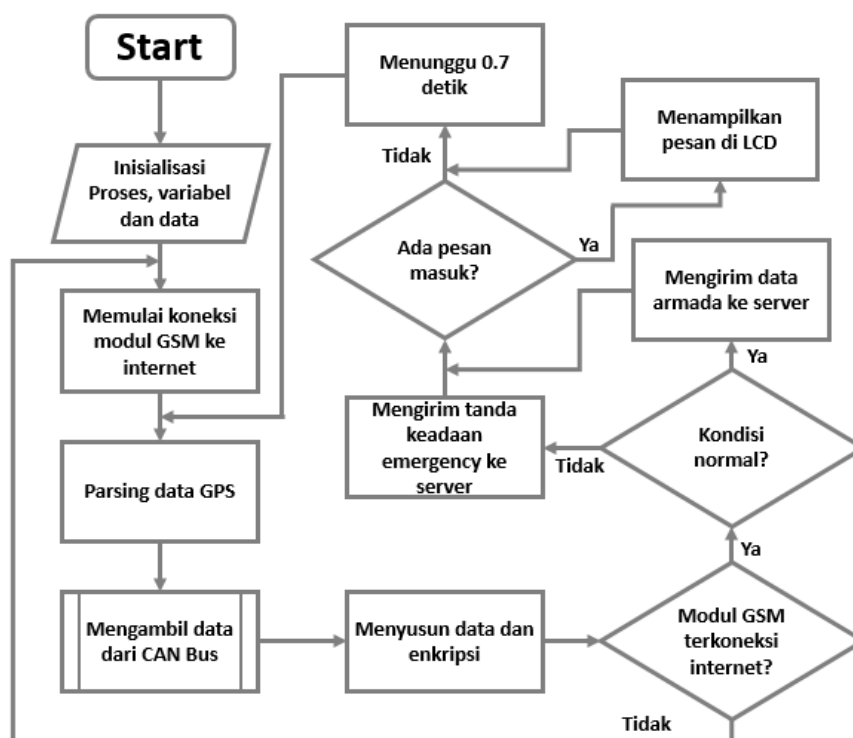 Start
Inisialisasi
Proses, variabel
dan data
Memulai koneksi
modul GSM ke
internet
Parsing data GPS
Mengambil data
dari CAN Bus
Menyusun data dan
enkripsi
Modul GSM
terkoneksi
internet?
Tidak
Ya
Kondisi
normal?
Tidak
Ya
Mengirim tanda
keadaan
emergency ke
server
Mengirim data
armada ke server
Ada pesan
masuk?
Ya
Tidak
Menampilkan
pesan di LCD
Menunggu 0.7
detik